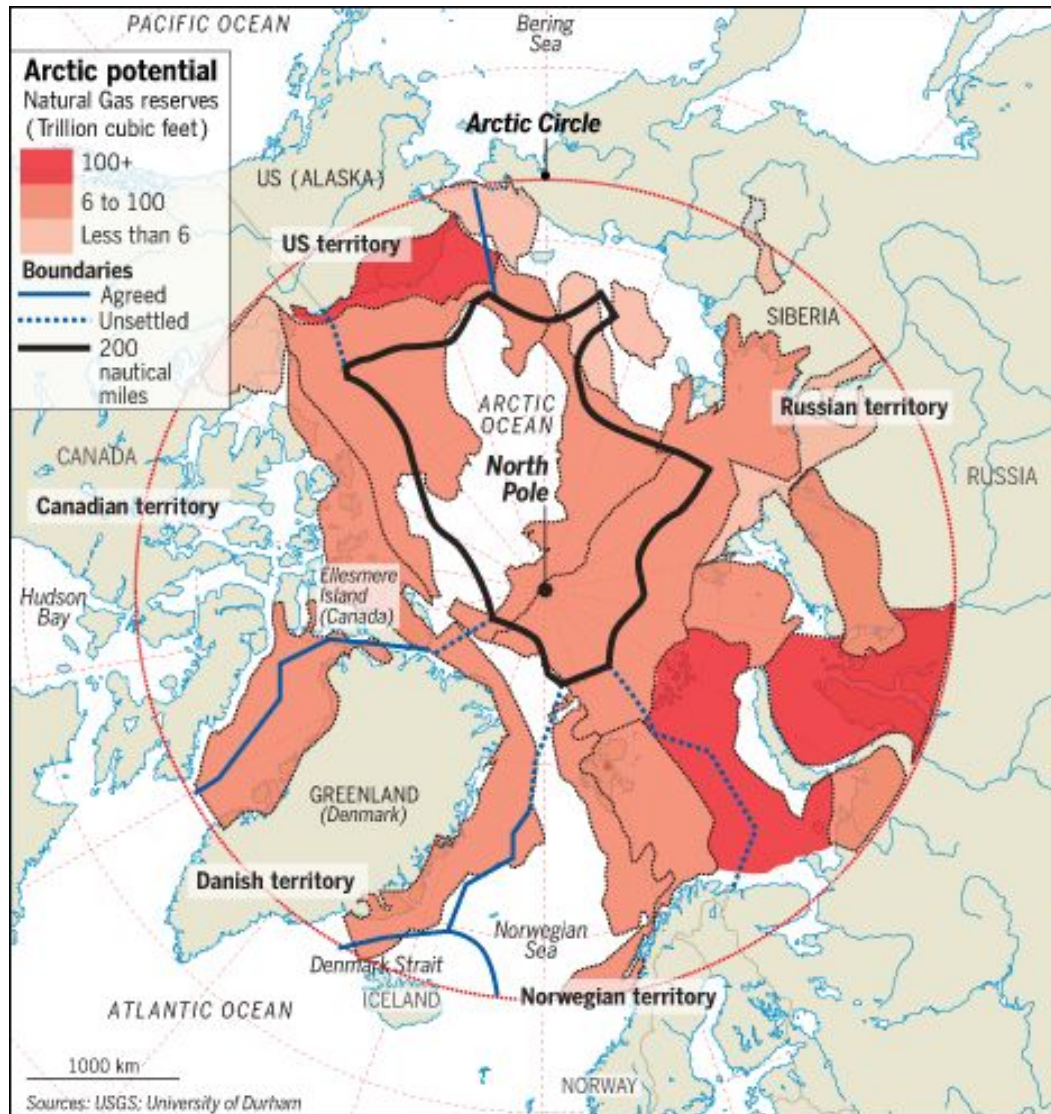 PACIFIC OCEAN
Bering
Sea
Arctic potential
Natural Gas reserves
(Trillion cubic feet)
100+
6 to 100
Less than 6
Boundaries
Agreed
Unsettled
200
nautical
miles
Arctic Circle
US (ALASKA)
US territory
SIBERIA
Russian territory
ARCTIC
OCEAN
CANADA
North
Pole
RUSSIA
Canadian territory
Ellesmere
Island
(Canada)
Hudson
Bay
GREENLAND
(Denmark)
Danish territory
Norwegian
Sea
Denmark Strait
ICELAND
Norwegian territory
ATLANTIC OCEAN
1000 km
NORWAY
Sources: USGS; University of Durham